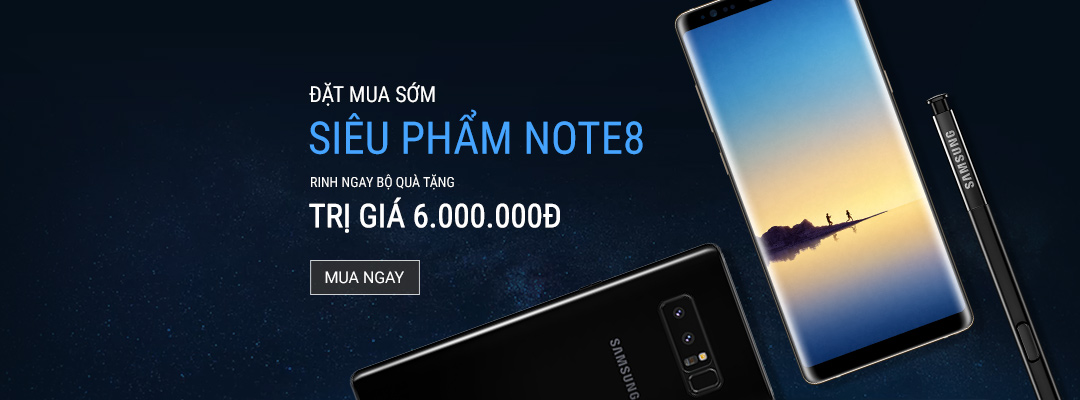 ĐẶT MUA SỚM
SIÊU PHẨM NOTE8
RINH NGAY BỘ QUÀ TẶNG
TRỊ GIÁ 6.000.000Đ
MUA NGAY
SAMSUNG
SAMSUNG